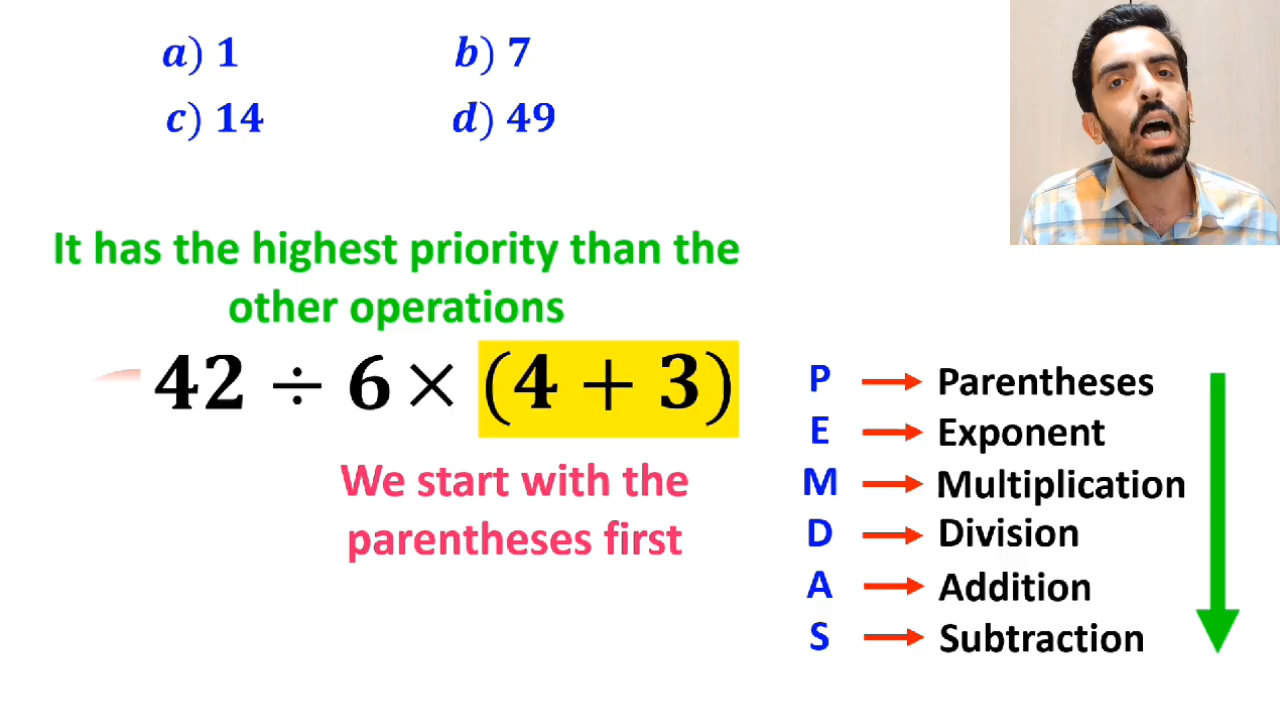 a) 1 b) 7
c) 14 d) 49
It has the highest priority than the
other operations
42 ÷ 6 × (4 + 3)
We start with the
parentheses first
P → Parentheses
E → Exponent
M → Multiplication
D → Division
A → Addition
S → Subtraction